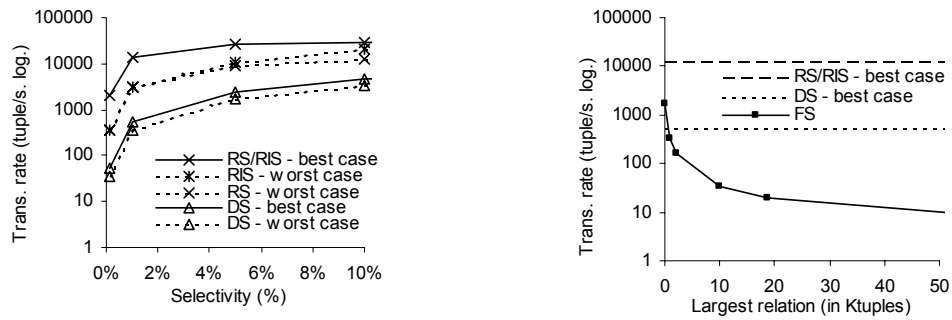 Trans. rate (tuple/s. log.)
100000
10000
1000
100
10
1
RS/RIS - best case
RIS - w orst case
RS - w orst case
DS - best case
DS - w orst case
0% 2% 4% 6% 8% 10%
Selectivity (%)
Trans. rate (tuple/s. log.)
100000
10000
1000
100
10
1
RS/RIS - best case
DS - best case
FS
0 10 20 30 40 50
Largest relation (in Ktuples)